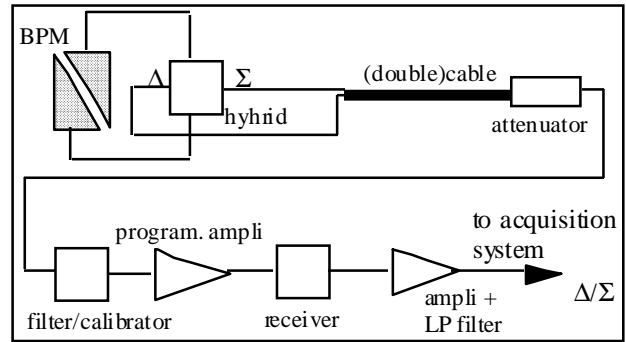 BPM
Δ Σ
hyhrid
(double)cable
attenuator
program. ampli
to acquisition
system
Δ/Σ
filter/calibrator
receiver
ampli +
LP filter